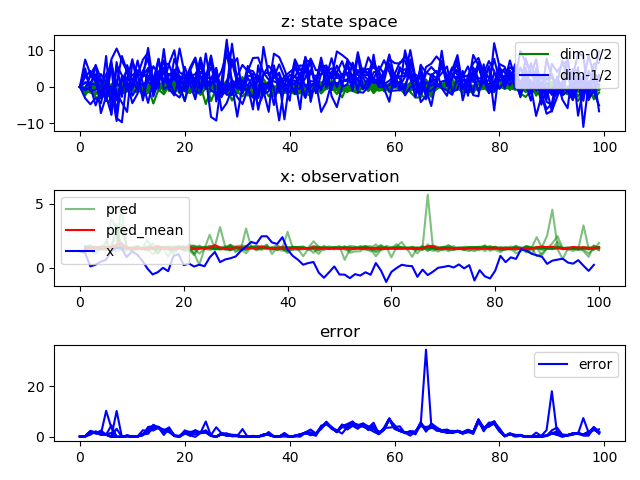 z: state space
10
0
−10
dim-0/2
dim-1/2
0 20 40 60 80 100
x: observation
5
0
pred
pred_mean
x
0 20 40 60 80 100
error
20
0
error
0 20 40 60 80 100